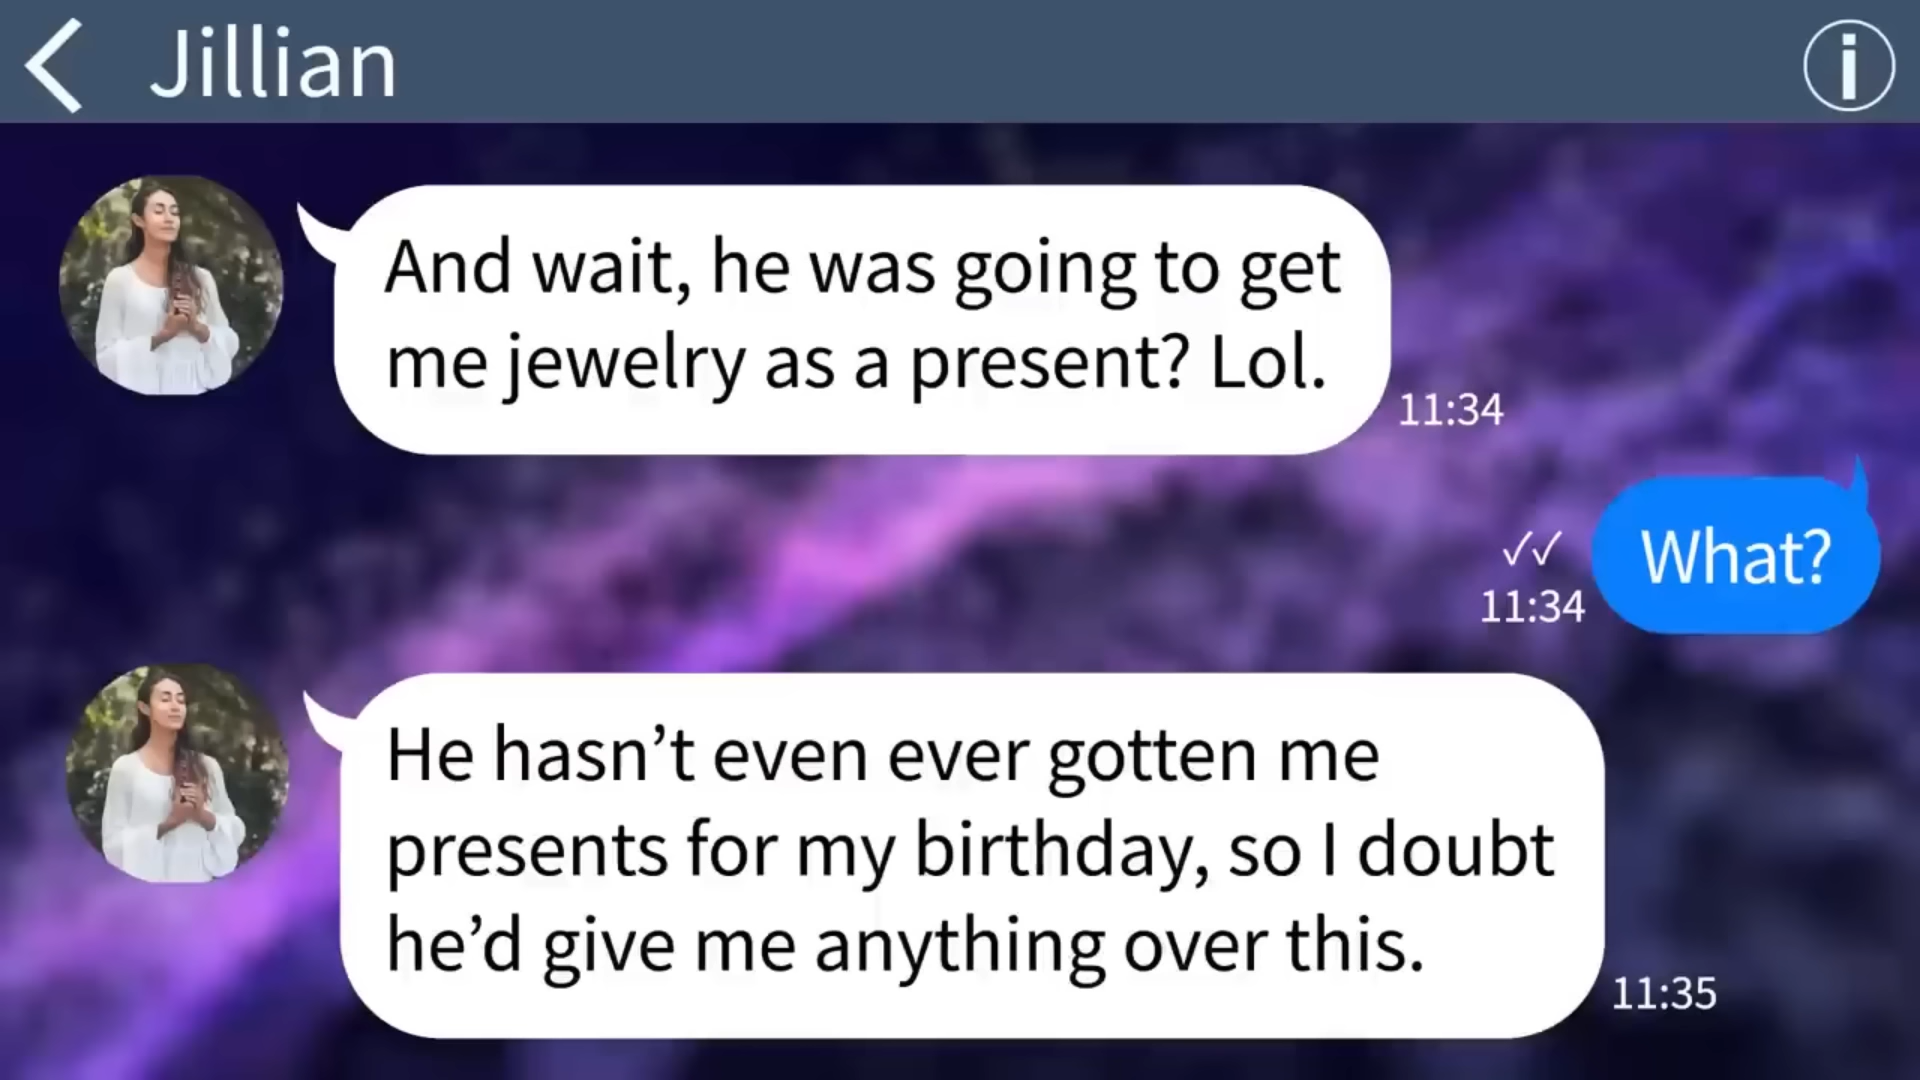 Jillian
And wait, he was going to get
me jewelry as a present? Lol.
11:34
What?
11:34
He hasn’t even ever gotten me
presents for my birthday, so I doubt
he’d give me anything over this.
11:35